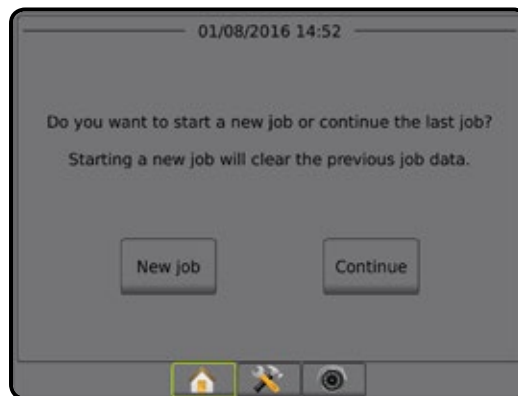 01/08/2016 14:52
Do you want to start a new job or continue the last job?
Starting a new job will clear the previous job data.
New job
Continue